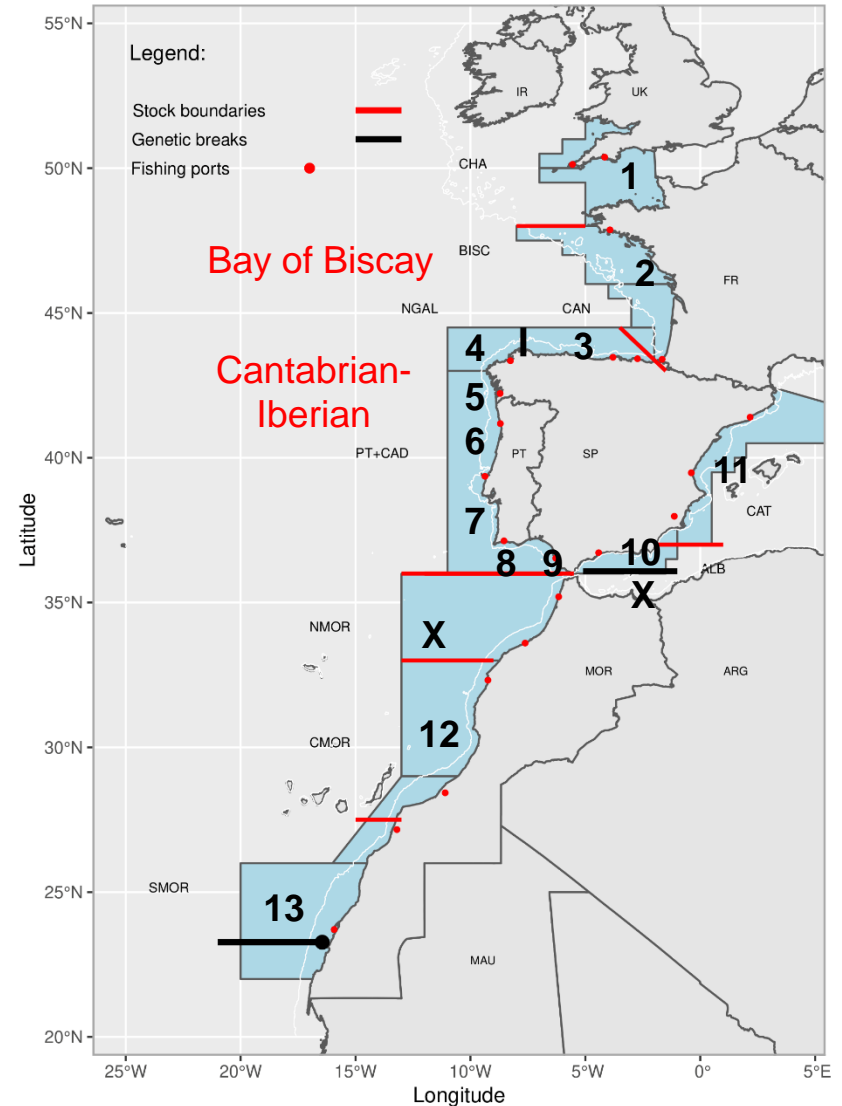 55°N
Legend:
Stock boundaries
Genetic breaks
Fishing ports
IR
UK
CHA
50°N
1
BISC
Bay of Biscay
2
FR
NGAL
CAN
45°N
4
3
Cantabrian-
Iberian
5
6
PT+CAD
PT
SP
40°N
11
CAT
7
8
9
10
ALB
X
35°N
NMOR
X
MOR
ARG
12
CMOR
30°N
25°N
SMOR
13
MAU
20°N
Latitude
25°W
20°W
15°W
10°W
5°W
0°
5°E
Longitude